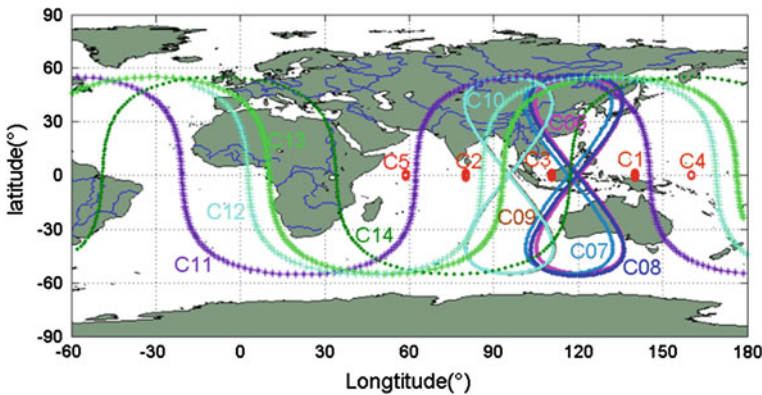 90
60
30
0
-30
-60
-90
latitude(°)
C10
C06
C13
C5
C2
C3
C1
C4
C12
C09
C14
C07
C11
C08
-60
-30
0
30
60
90
120
150
180
Longtitude(°)